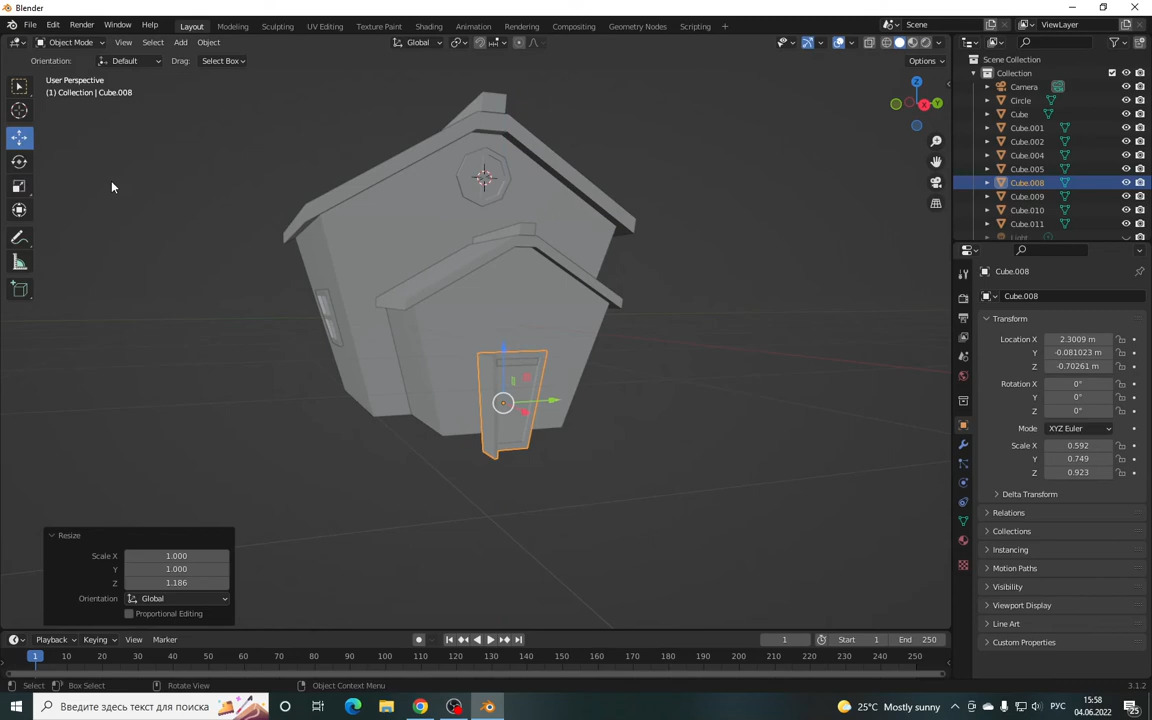 Blender
File Edit Render Window Help Layout Modeling Sculpting UV Editing Texture Paint Shading Animation Rendering Compositing Geometry Nodes Scripting + Scene ViewLayer
Object Mode View Select Add Object Global
Orientation: Default Drag: Select Box Options
User Perspective
(1) Collection | Cube.008
Z
X
Y
Scene Collection
Collection
Camera
Circle
Cube
Cube.001
Cube.002
Cube.004
Cube.005
Cube.008
Cube.009
Cube.010
Cube.011
Light
Cube.008
Cube.008
Transform
Location X 2.3009 m
Y -0.081023 m
Z -0.70261 m
Rotation X 0°
Y 0°
Z 0°
Mode XYZ Euler
Scale X 0.592
Y 0.749
Z 0.923
Delta Transform
Relations
Collections
Instancing
Motion Paths
Visibility
Viewport Display
Line Art
Custom Properties
Resize
Scale X 1.000
Y 1.000
Z 1.186
Orientation Global
Proportional Editing
Playback Keying View Marker 1 Start 1 End 250
1 10 20 30 40 50 60 70 80 90 100 110 120 130 140 150 160 170 180 190 200 210 220 230 240 250
Select Box Select Rotate View Object Context Menu 3.1.2
Введите здесь текст для поиска 25°C Mostly sunny РУС 15:58
04.06.2022 25